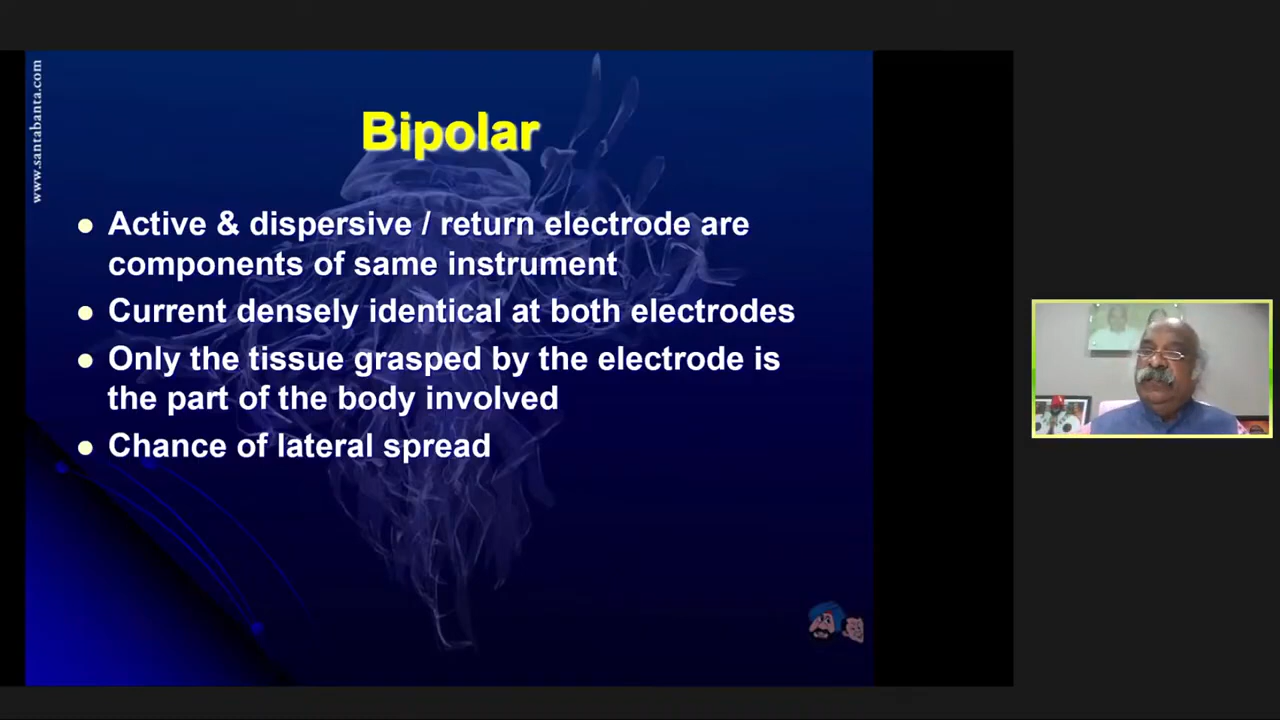 www.santabanta.com
Bipolar
● Active & dispersive / return electrode are
components of same instrument
● Current densely identical at both electrodes
● Only the tissue grasped by the electrode is
the part of the body involved
● Chance of lateral spread